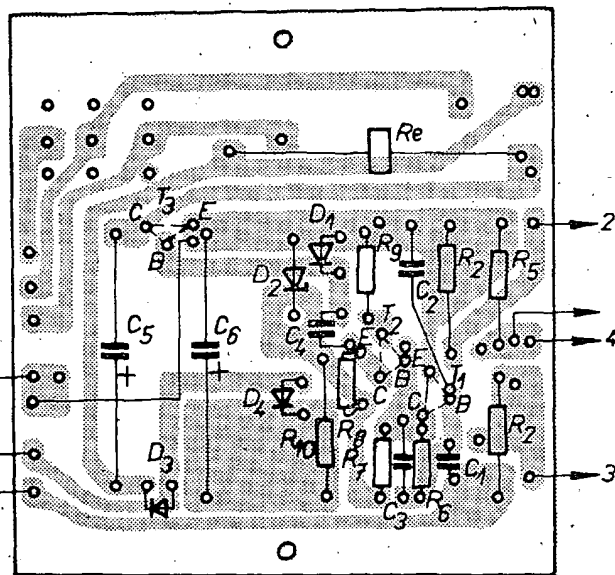 Re
T3
C
E
B
2
D1
R9
C2
R2
R5
D2
C4
T2
E
4
C5
C6
B
E
C
T1
+
+
D4
R8
C
B
R2
R10
R7
C1
D3
C3
R6
3